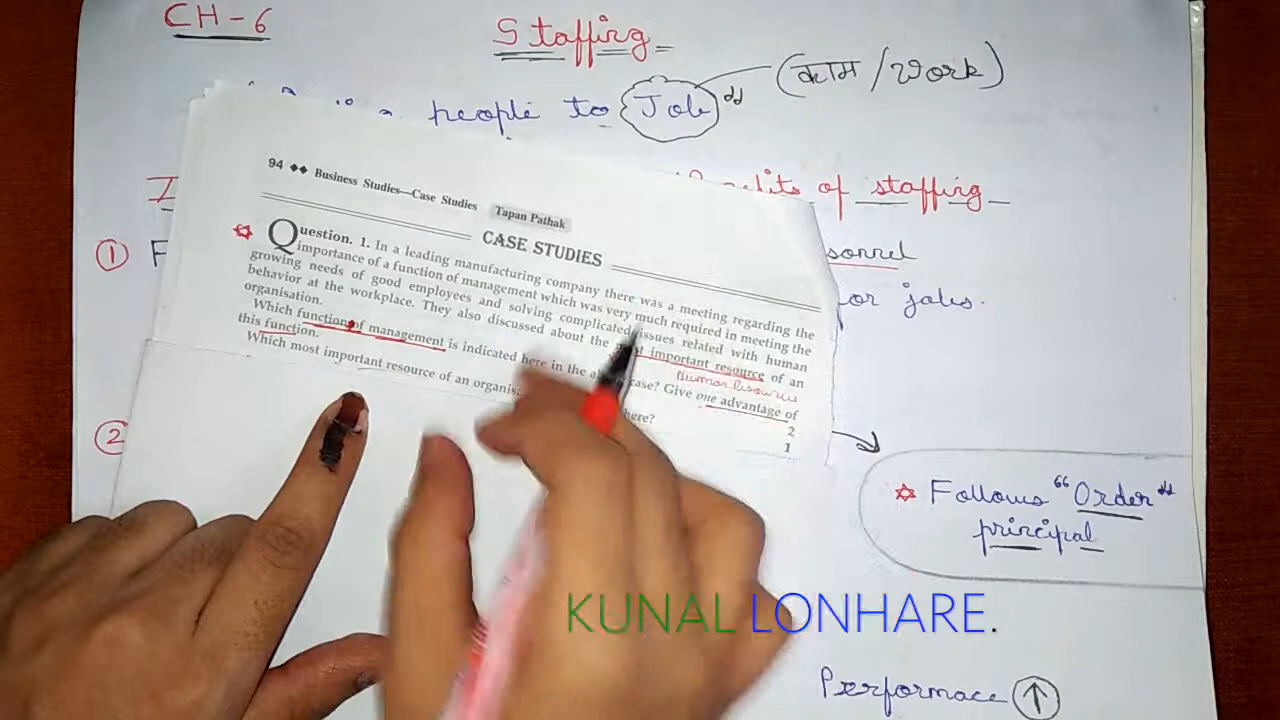 CH-6
Staffing
people to Job" (काम / Work)
Benefits of staffing
① F
sonnel
for jobs.
94 ◆◆ Business Studies—Case Studies Tapan Pathak
CASE STUDIES
Question. 1. In a leading manufacturing company there was a meeting regarding the
importance of a function of management which was very much required in meeting the
growing needs of good employees and solving complicated issues related with human
behavior at the workplace. They also discussed about the most important resource of an
organisation.
Human Resource
Which function of management is indicated here in the a case? Give one advantage of
this function. 2
Which most important resource of an organis here? 1
②
Follows "Order"
principal
Performace ↑
KUNAL LONHARE.